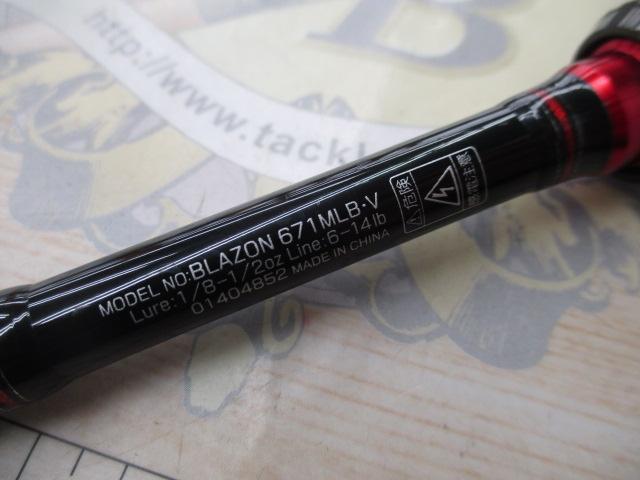 http://www.tackl
B
MODEL NO:BLAZON 671MLB・V
Lure:1/8-1/2oz Line:6-14lb
01404852 MADE IN CHINA
⚠危険
感電注意